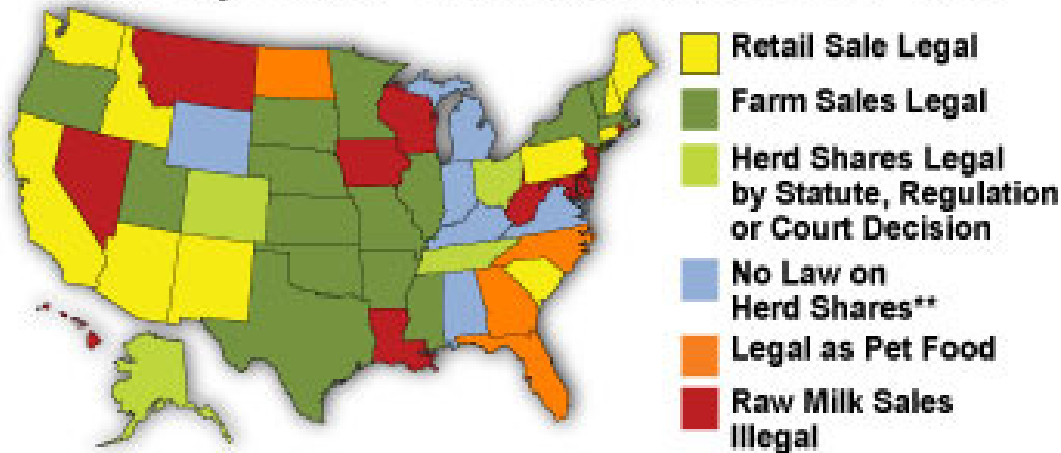 Retail Sale Legal
Farm Sales Legal
Herd Shares Legal
by Statute, Regulation
or Court Decision
No Law on
Herd Shares**
Legal as Pet Food
Raw Milk Sales
Illegal